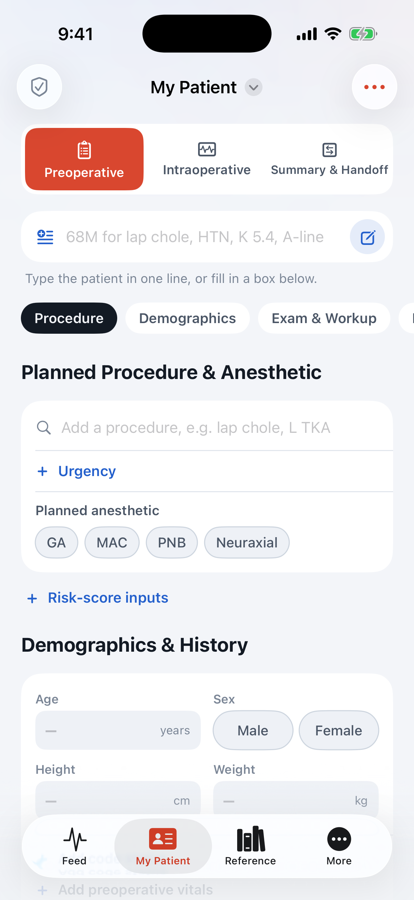 9:41
My Patient
Preoperative
Intraoperative
Summary & Handoff
68M for lap chole, HTN, K 5.4, A-line
Type the patient in one line, or fill in a box below.
Procedure
Demographics
Exam & Workup
Planned Procedure & Anesthetic
Add a procedure, e.g. lap chole, L TKA
+ Urgency
Planned anesthetic
GA
MAC
PNB
Neuraxial
+ Risk-score inputs
Demographics & History
Age
Sex
— years
Male
Female
Height
Weight
— cm
— kg
Feed
My Patient
Reference
More
+ Add preoperative vitals